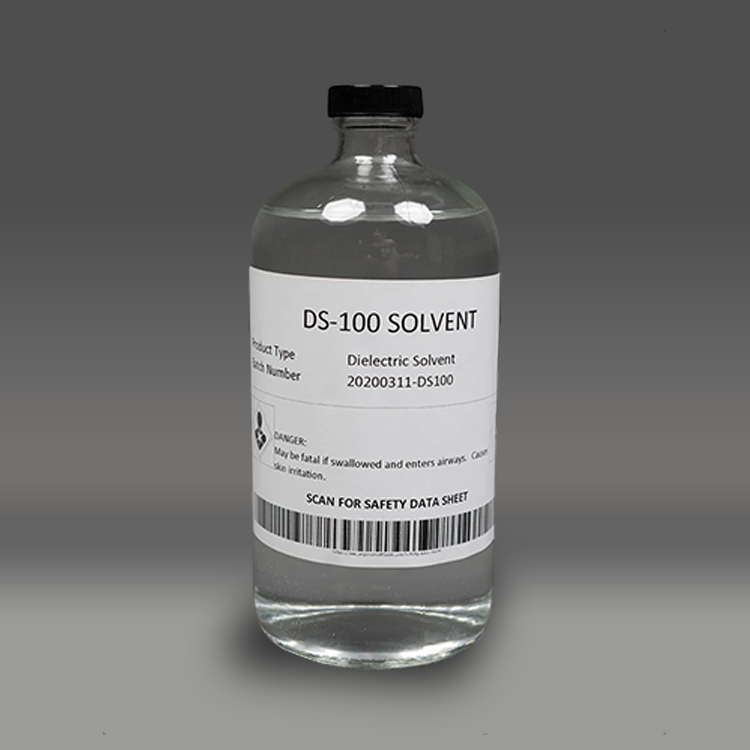 DS-100 SOLVENT
Product Type Dielectric Solvent
Batch Number 20200311-DS100
DANGER:
May be fatal if swallowed and enters airways. Causes
skin irritation.
SCAN FOR SAFETY DATA SHEET